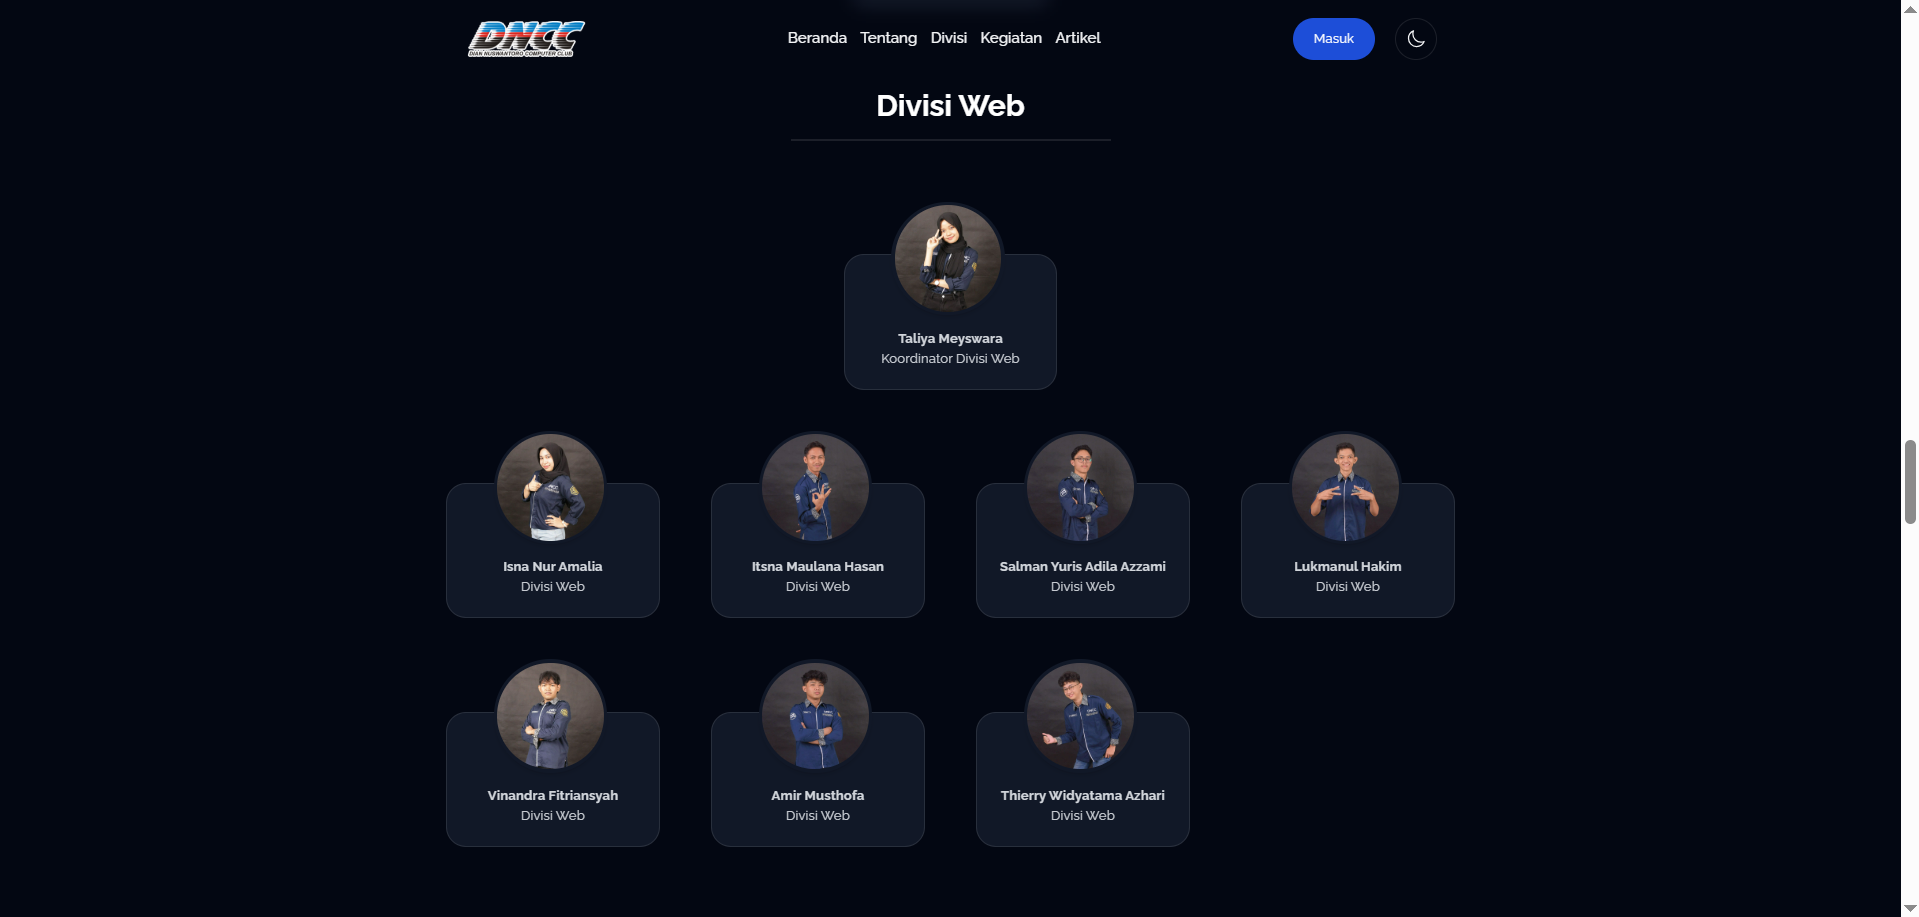 DNCC
DIAN NUSWANTORO COMPUTER CLUB
Beranda Tentang Divisi Kegiatan Artikel
Masuk
Divisi Web
Taliya Meyswara
Koordinator Divisi Web
Isna Nur Amalia
Divisi Web
Itsna Maulana Hasan
Divisi Web
Salman Yuris Adila Azzami
Divisi Web
Lukmanul Hakim
Divisi Web
Vinandra Fitriansyah
Divisi Web
Amir Musthofa
Divisi Web
Thierry Widyatama Azhari
Divisi Web